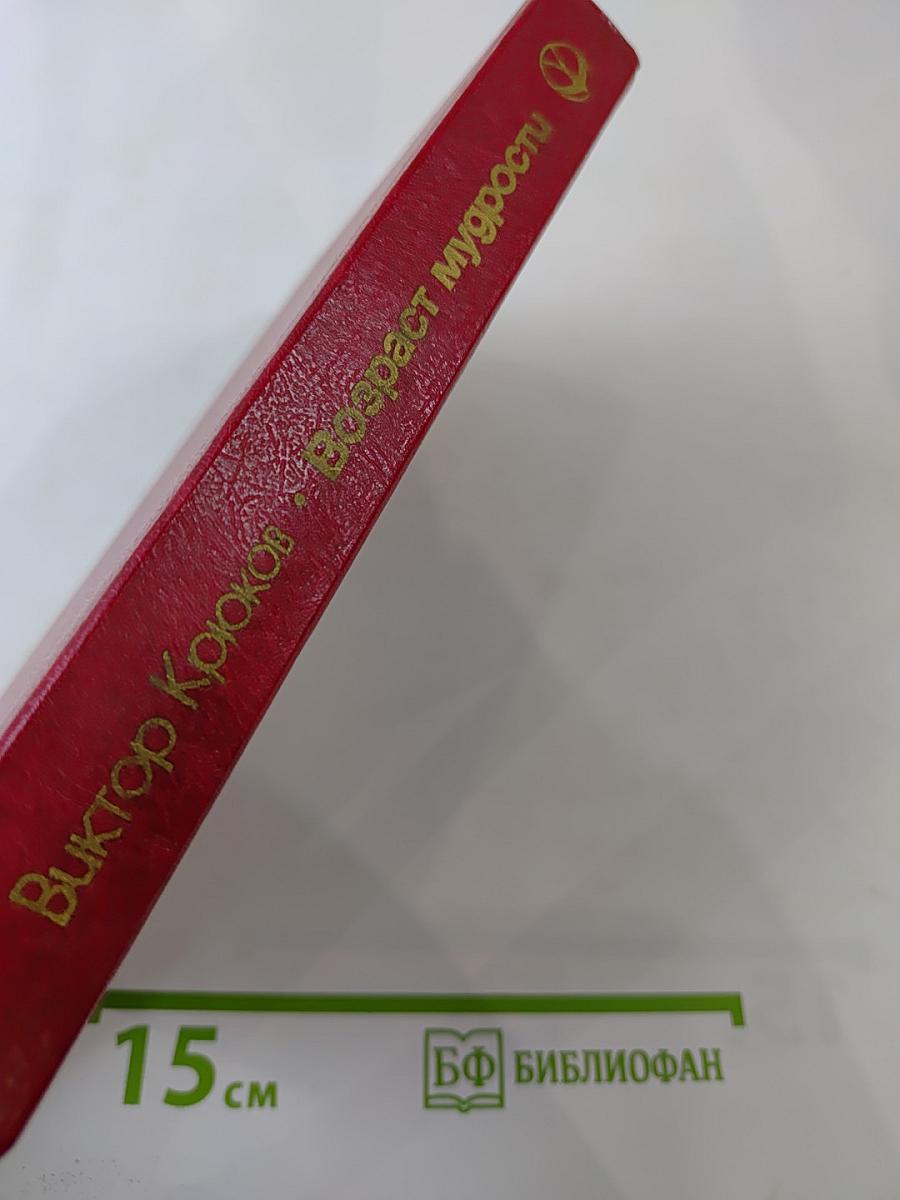 Виктор Крюков · Возраст мудрости
15 см
БФ БИБЛИОФАН